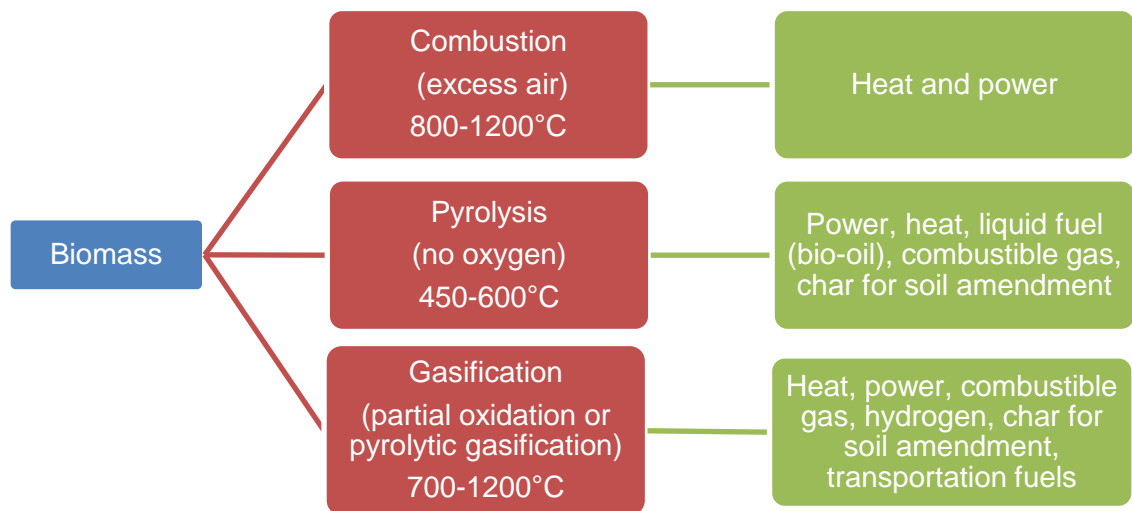 Biomass
Combustion
(excess air)
800-1200°C
Heat and power
Pyrolysis
(no oxygen)
450-600°C
Power, heat, liquid fuel
(bio-oil), combustible gas,
char for soil amendment
Gasification
(partial oxidation or
pyrolytic gasification)
700-1200°C
Heat, power, combustible
gas, hydrogen, char for
soil amendment,
transportation fuels